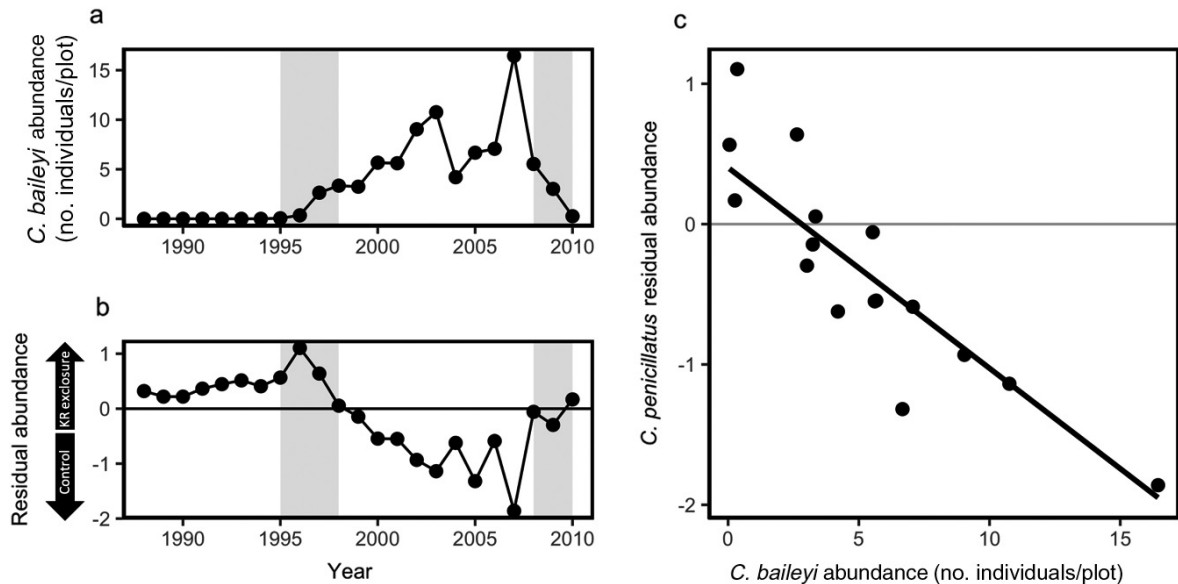 a
C. baileyi abundance
(no. individuals/plot)
15
10
5
0
1990 1995 2000 2005 2010
b
Residual abundance
KR exclosure
Control
1
0
-1
-2
1990 1995 2000 2005 2010
Year
c
C. penicillatus residual abundance
1
0
-1
-2
0 5 10 15
C. baileyi abundance (no. individuals/plot)